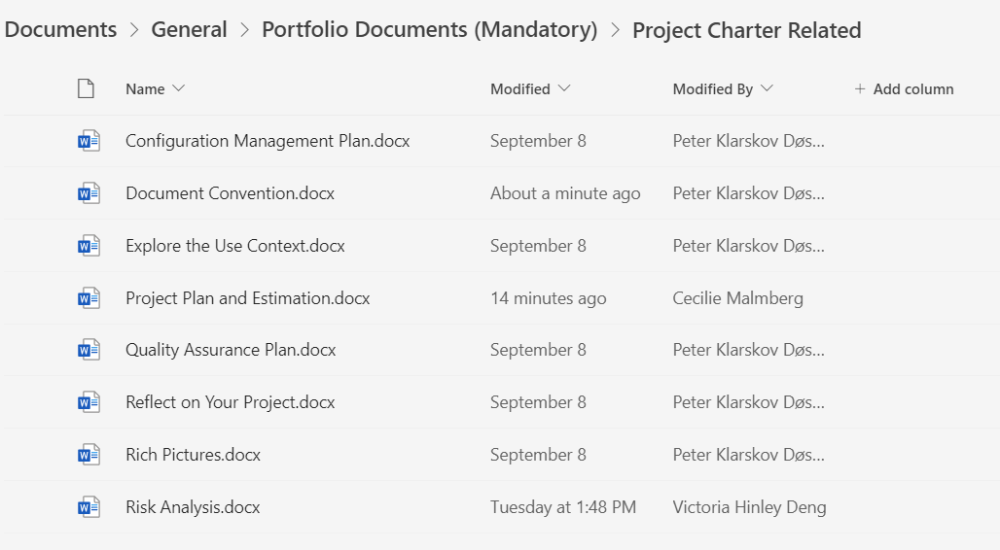 Documents > General > Portfolio Documents (Mandatory) > Project Charter Related
Name Modified Modified By + Add column
Configuration Management Plan.docx September 8 Peter Klarskov Døs...
Document Convention.docx About a minute ago Peter Klarskov Døs...
Explore the Use Context.docx September 8 Peter Klarskov Døs...
Project Plan and Estimation.docx 14 minutes ago Cecilie Malmberg
Quality Assurance Plan.docx September 8 Peter Klarskov Døs...
Reflect on Your Project.docx September 8 Peter Klarskov Døs...
Rich Pictures.docx September 8 Peter Klarskov Døs...
Risk Analysis.docx Tuesday at 1:48 PM Victoria Hinley Deng